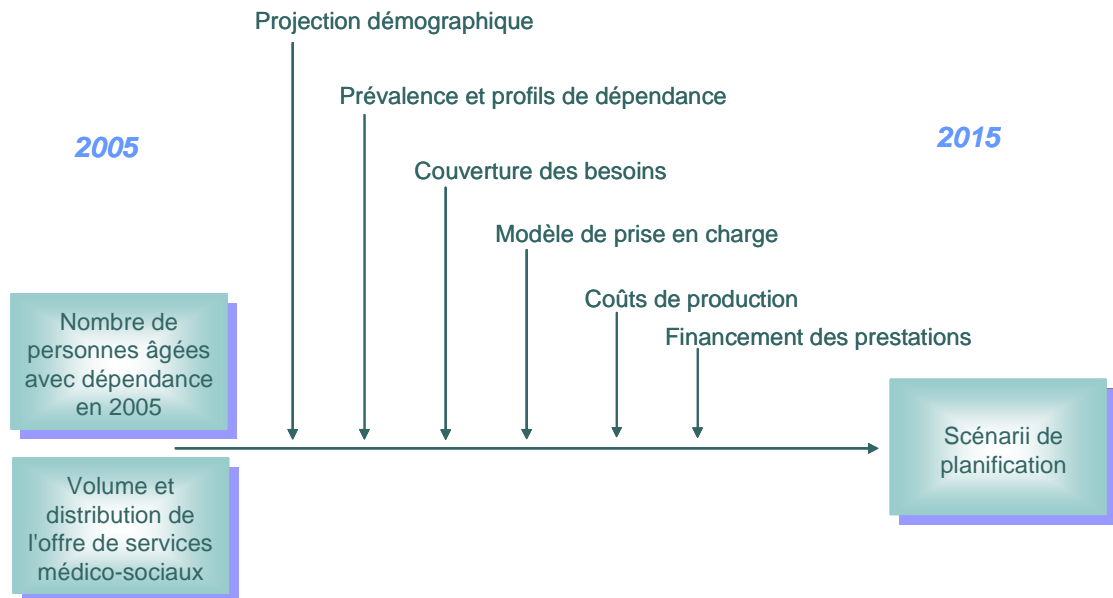 Projection démographique
Prévalence et profils de dépendance
2005
2015
Couverture des besoins
Modèle de prise en charge
Coûts de production
Financement des prestations
Nombre de
personnes âgées
avec dépendance
en 2005
Scénarii de
planification
Volume et
distribution de
l'offre de services
médico-sociaux